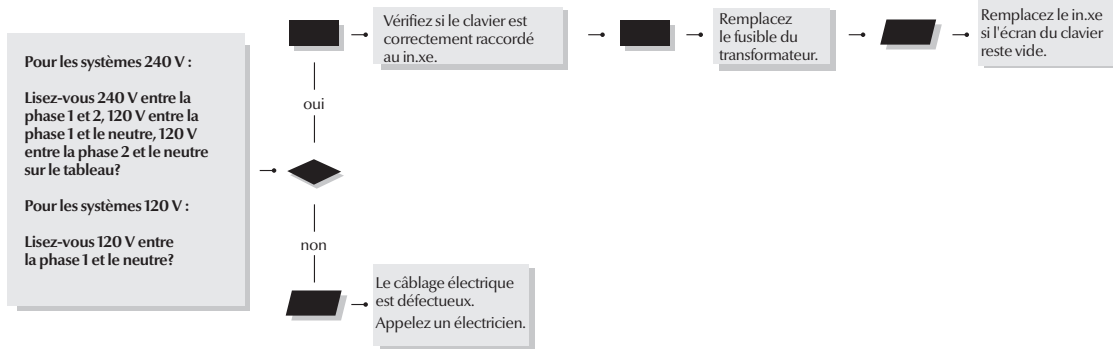 Pour les systèmes 240 V :
Lisez-vous 240 V entre la
phase 1 et 2, 120 V entre la
phase 1 et le neutre, 120 V
entre la phase 2 et le neutre
sur le tableau?
Pour les systèmes 120 V :
Lisez-vous 120 V entre
la phase 1 et le neutre?
oui
Vérifiez si le clavier est
correctement raccordé
au in.xe.
Remplacez
le fusible du
transformateur.
Remplacez le in.xe
si l'écran du clavier
reste vide.
non
Le câblage électrique
est défectueux.
Appelez un électricien.